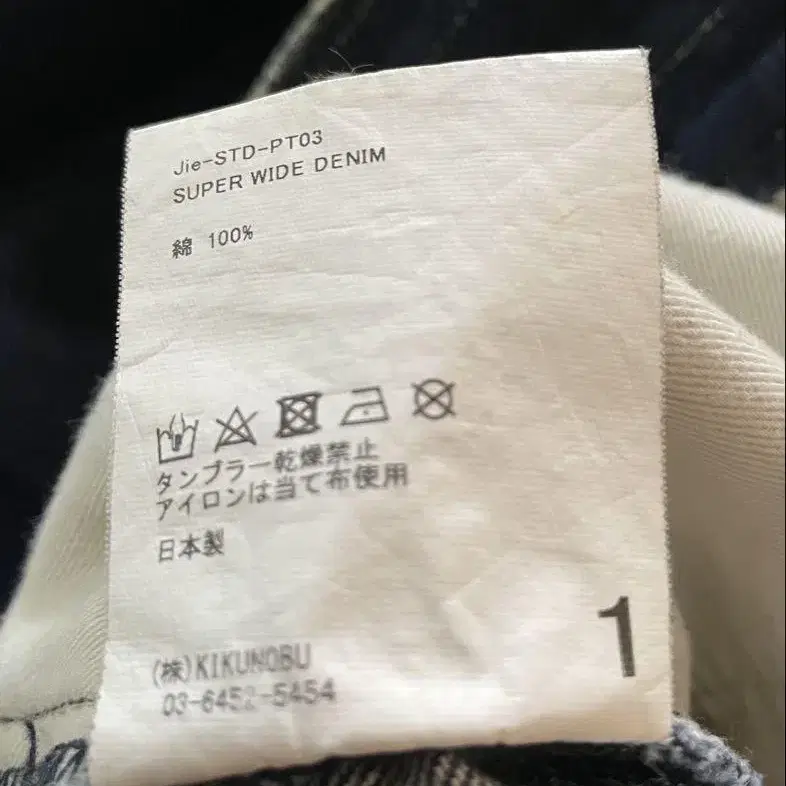 Jie-STD-PT03
SUPER WIDE DENIM
綿 100%
タンブラー乾燥禁止
アイロンは当て布使用
日本製
1
(株)KIKUNOBU
03-6452-5454